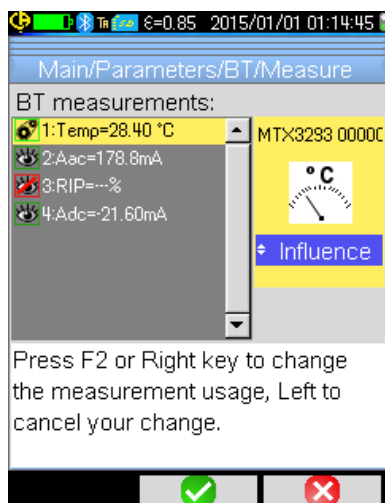 ε=0.85 2015/01/01 01:14:45
Main/Parameters/BT/Measure
BT measurements:
1:Temp=28.40 °C
2:Aac=178.8mA
3:RIP=---%
4:Adc=-21.60mA
MTX3293 0000
°C
Influence
Press F2 or Right key to change
the measurement usage, Left to
cancel your change.